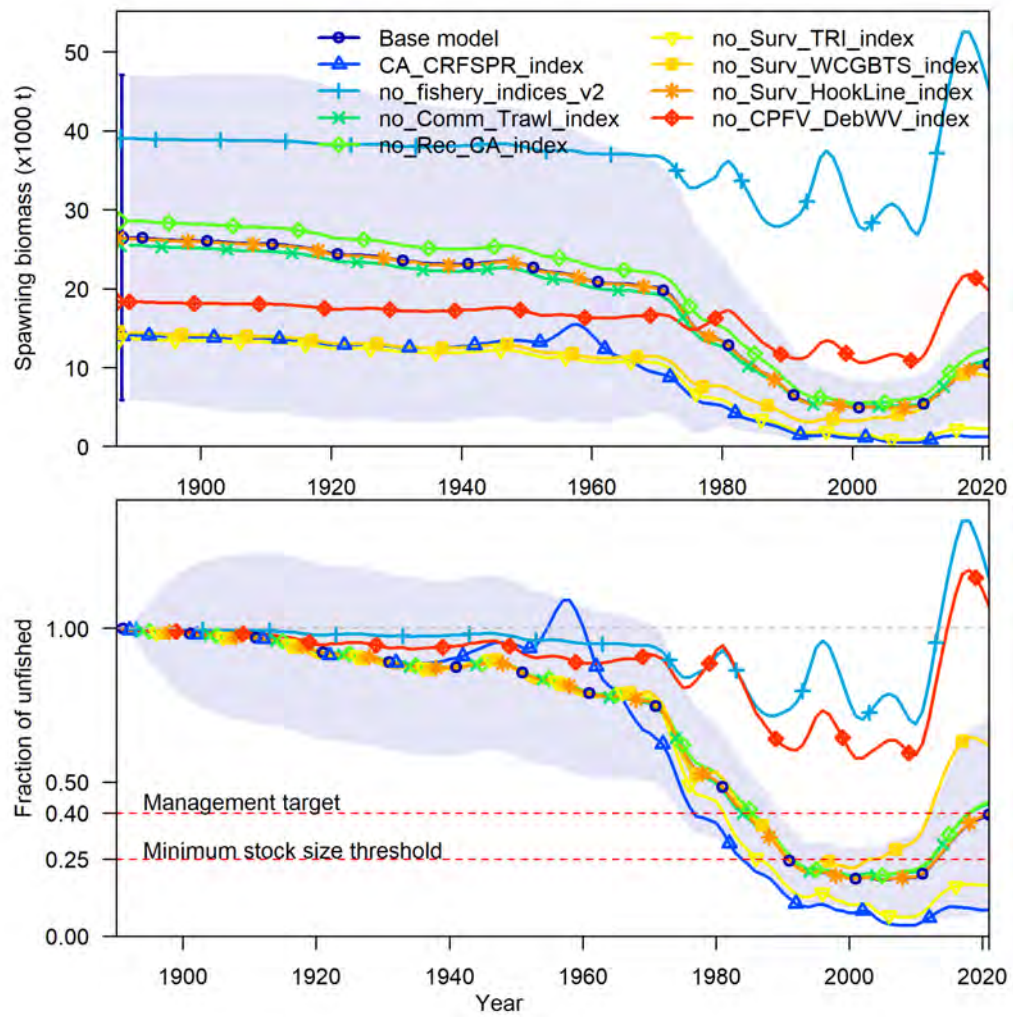 50
40
30
20
10
0
Spawning biomass (x1000 t)
Base model
CA_CRFSPR_index
no_fishery_indices_v2
no_Comm_Trawl_index
no_Rec_CA_index
no_Surv_TRI_index
no_Surv_WCGBTS_index
no_Surv_HookLine_index
no_CPFV_DebWV_index
1900 1920 1940 1960 1980 2000 2020
1.00
0.50
0.40
0.25
0.00
Fraction of unfished
Management target
Minimum stock size threshold
1900 1920 1940 1960 1980 2000 2020
Year